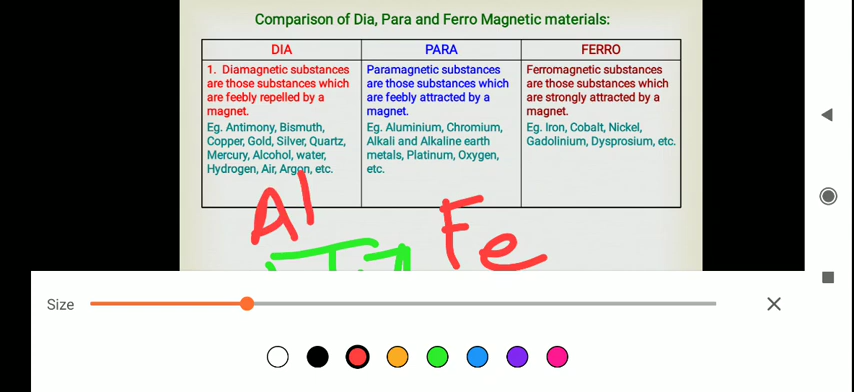 Comparison of Dia, Para and Ferro Magnetic materials:
DIA
PARA
FERRO
1. Diamagnetic substances
are those substances which
are feebly repelled by a
magnet.
Eg. Antimony, Bismuth,
Copper, Gold, Silver, Quartz,
Mercury, Alcohol, water,
Hydrogen, Air, Argon, etc.
Paramagnetic substances
are those substances which
are feebly attracted by a
magnet.
Eg. Aluminium, Chromium,
Alkali and Alkaline earth
metals, Platinum, Oxygen,
etc.
Ferromagnetic substances
are those substances which
are strongly attracted by a
magnet.
Eg. Iron, Cobalt, Nickel,
Gadolinium, Dysprosium, etc.
Al
Fe
Size